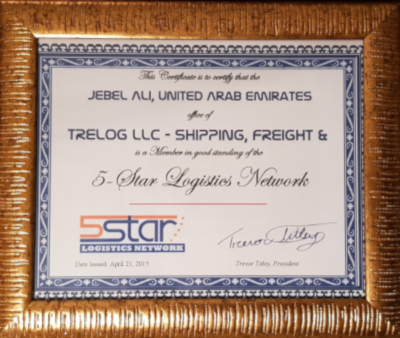 This Certificate is to certify that the
JEBEL ALI, UNITED ARAB EMIRATES
office of
TRELOG LLC - SHIPPING, FREIGHT &
is a Member in good standing of the
5-Star Logistics Network
5star
LOGISTICS NETWORK
Trevor Titley
Date Issued, April 21, 2015
Trevor Titley, President